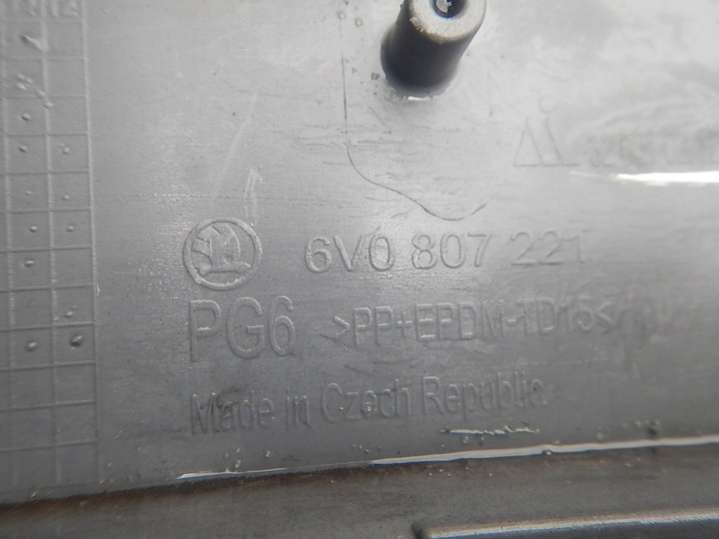 6V0 807 221
PG6 >PP+EPDM-TD15<
Made in Czech Republic